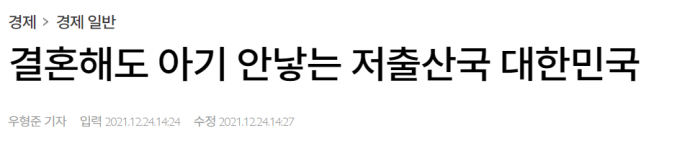 경제 > 경제 일반
결혼해도 아기 안낳는 저출산국 대한민국
우형준 기자 입력 2021.12.24.14:24 수정 2021.12.24.14:27